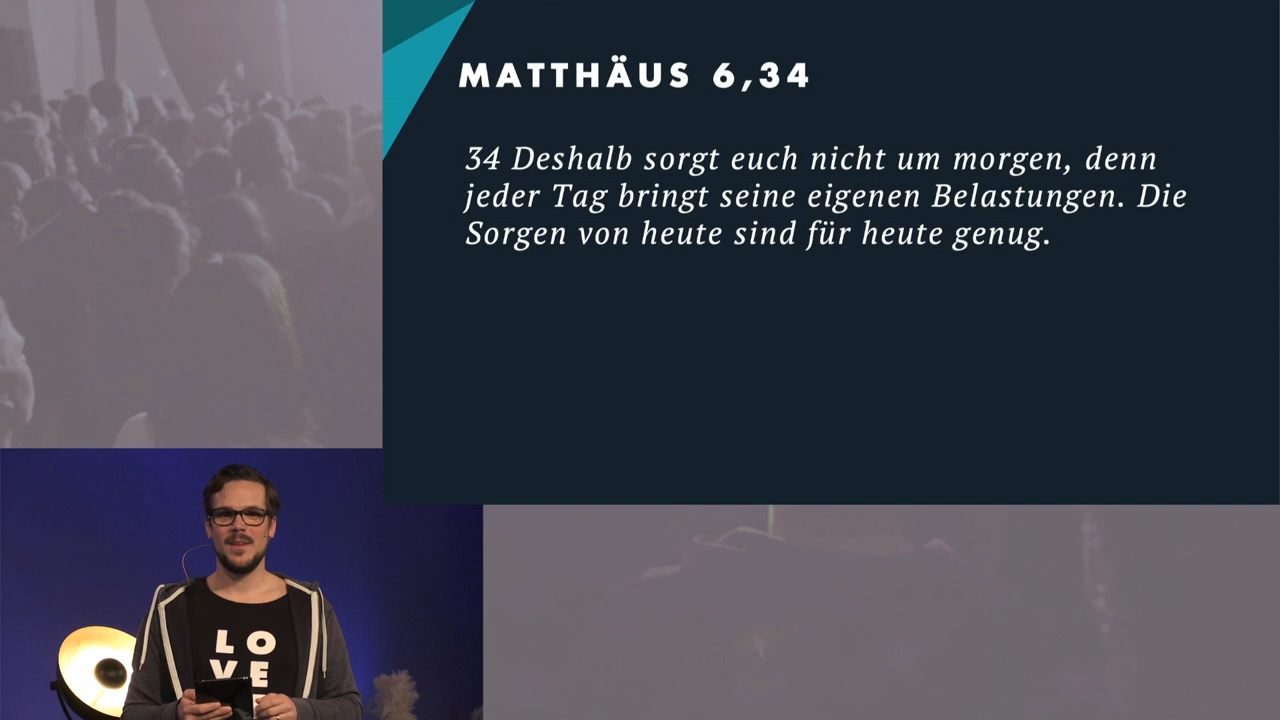 MATTHÄUS 6,34
34 Deshalb sorgt euch nicht um morgen, denn
jeder Tag bringt seine eigenen Belastungen. Die
Sorgen von heute sind für heute genug.
LO
VE